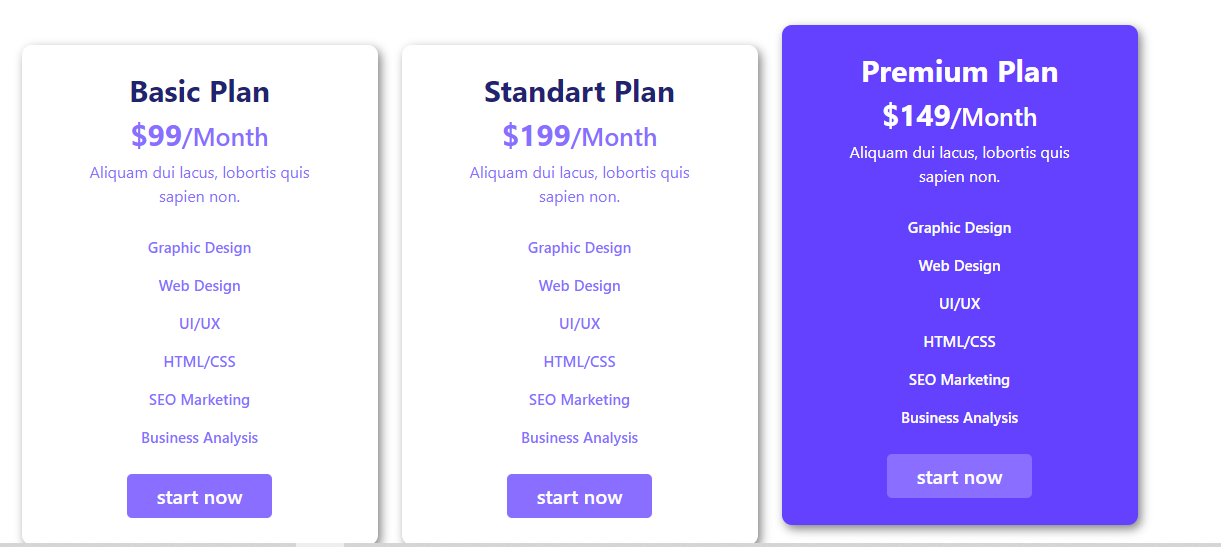 Basic Plan
$99/Month
Aliquam dui lacus, lobortis quis
sapien non.
Graphic Design
Web Design
UI/UX
HTML/CSS
SEO Marketing
Business Analysis
start now
Standart Plan
$199/Month
Aliquam dui lacus, lobortis quis
sapien non.
Graphic Design
Web Design
UI/UX
HTML/CSS
SEO Marketing
Business Analysis
start now
Premium Plan
$149/Month
Aliquam dui lacus, lobortis quis
sapien non.
Graphic Design
Web Design
UI/UX
HTML/CSS
SEO Marketing
Business Analysis
start now